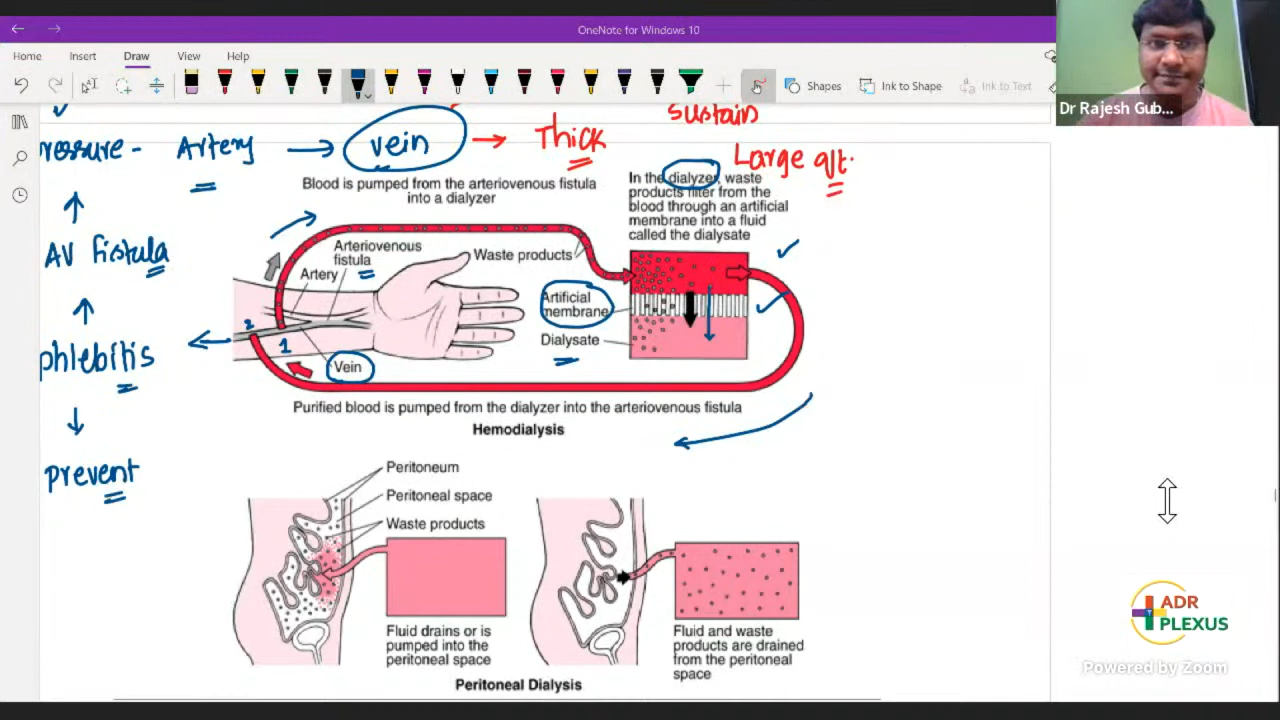 OneNote for Windows 10
Home Insert Draw View Help
Shapes Ink to Shape Ink to Text
Dr Rajesh Gub...
sustain
ressure - Artery → vein → Thick
Large qty.
Blood is pumped from the arteriovenous fistula
into a dialyzer
In the dialyzer, waste
products filter from the
blood through an artificial
membrane into a fluid
called the dialysate
AV fistula
Arteriovenous
fistula
Artery
Waste products
Artificial
membrane
Dialysate
2
1
Vein
phlebitis
prevent
Purified blood is pumped from the dialyzer into the arteriovenous fistula
Hemodialysis
Peritoneum
Peritoneal space
Waste products
Fluid drains or is
pumped into the
peritoneal space
Fluid and waste
products are drained
from the peritoneal
space
Peritoneal Dialysis
ADR
PLEXUS
Powered by Zoom